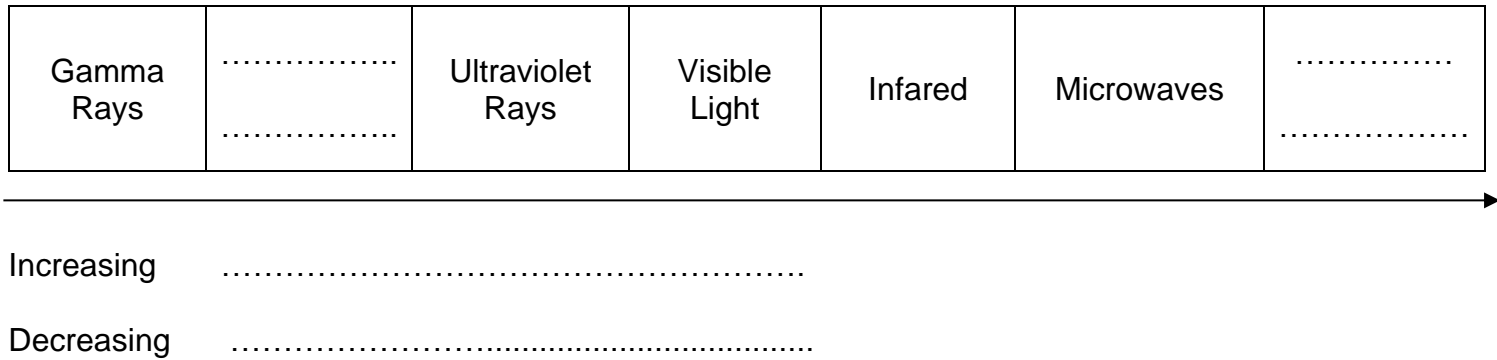 Gamma
Rays
……………..
……………..
Ultraviolet
Rays
Visible
Light
Infared
Microwaves
……………
………………
Increasing ……………………………………………….
Decreasing ……………………......................................